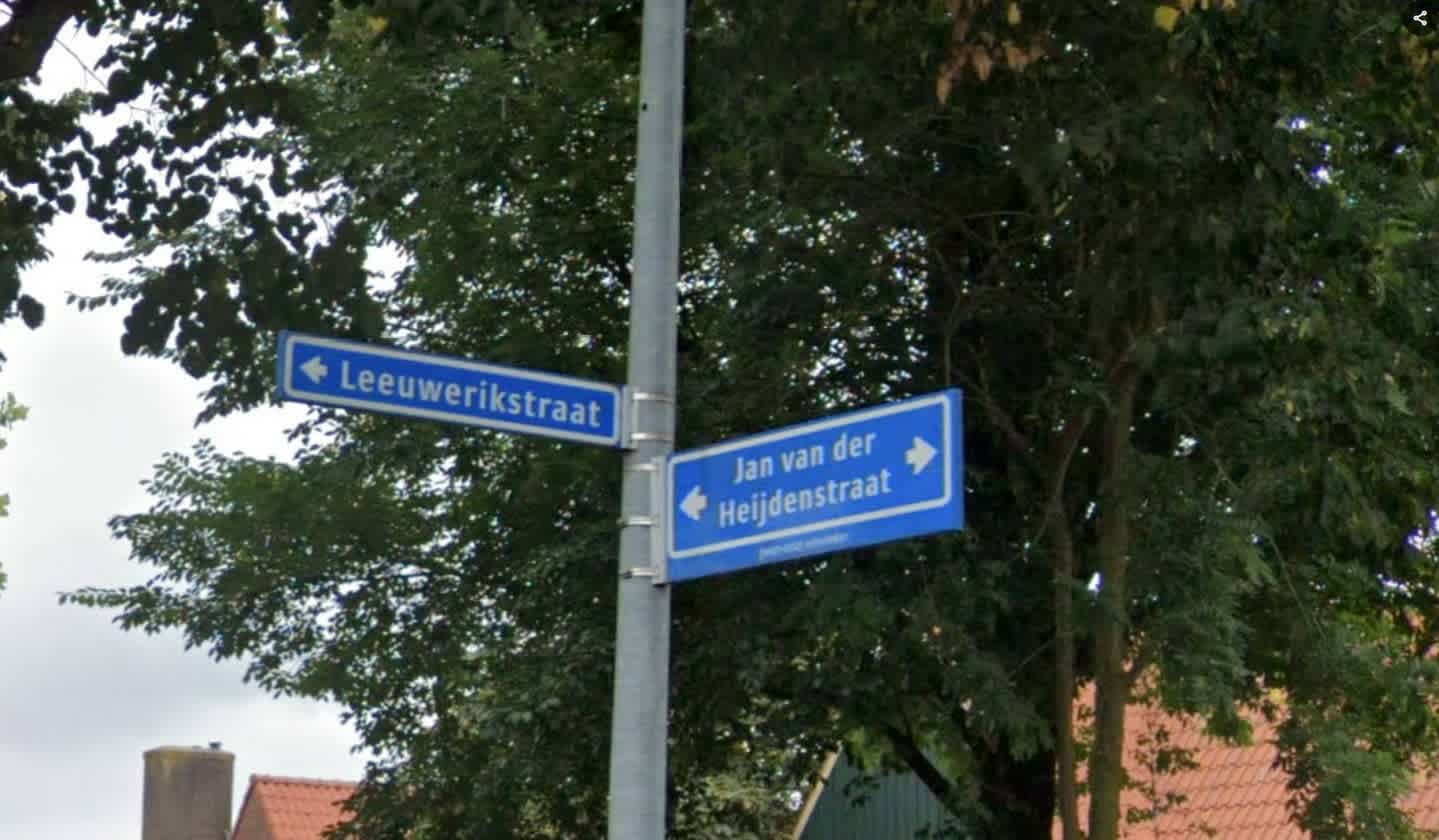 Leeuwerikstraat
Jan van der
Heijdenstraat